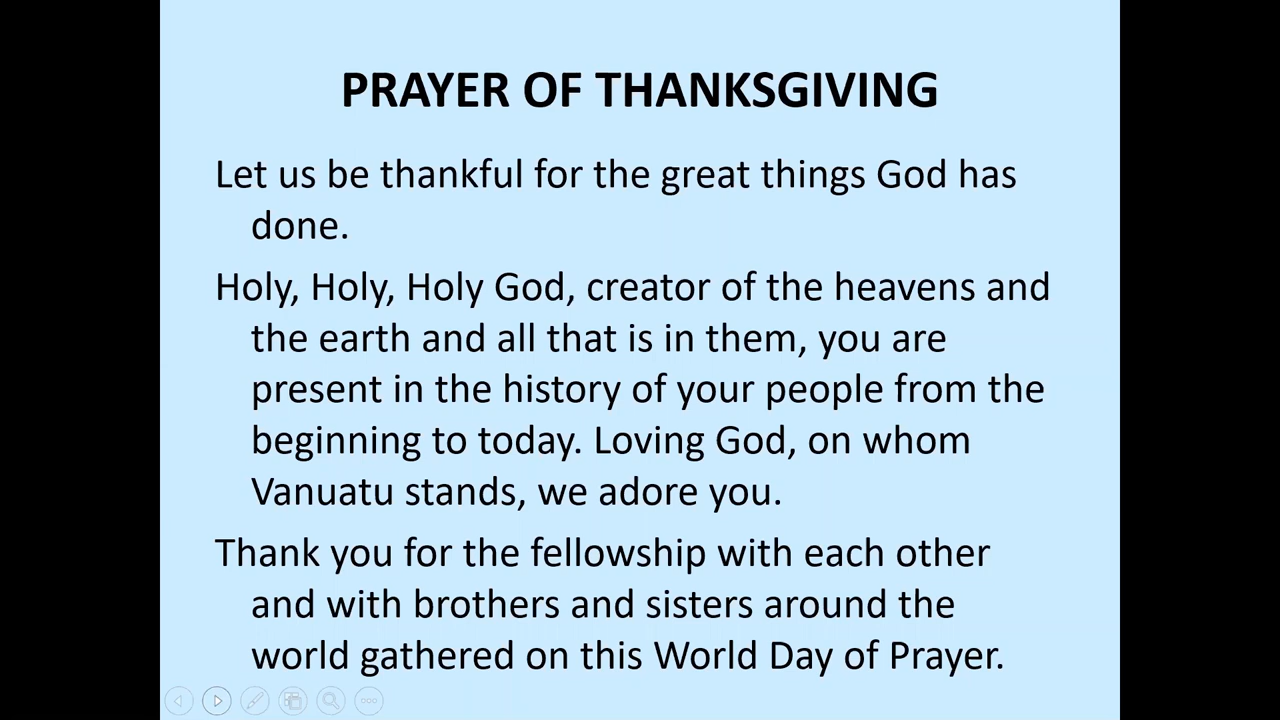 PRAYER OF THANKSGIVING
Let us be thankful for the great things God has
done.
Holy, Holy, Holy God, creator of the heavens and
the earth and all that is in them, you are
present in the history of your people from the
beginning to today. Loving God, on whom
Vanuatu stands, we adore you.
Thank you for the fellowship with each other
and with brothers and sisters around the
world gathered on this World Day of Prayer.